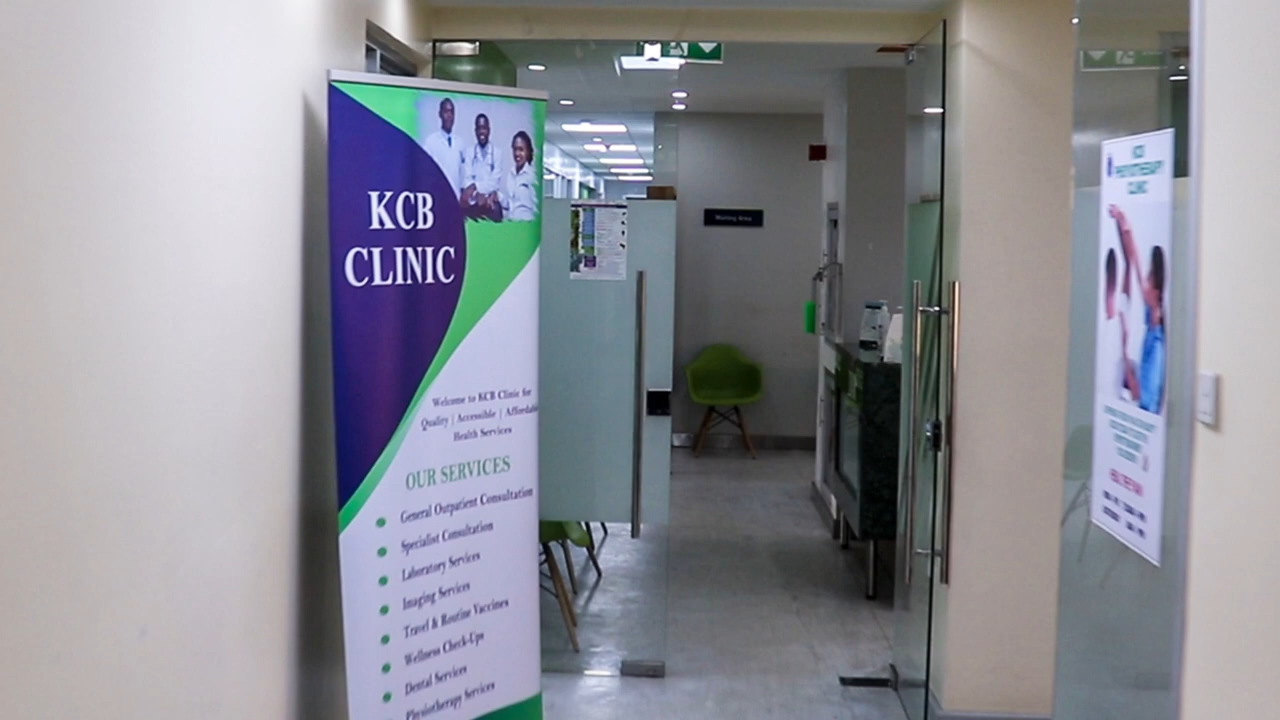 KCB
CLINIC
Welcome to KCB Clinic for
Quality | Accessible | Affordable
Health Services
OUR SERVICES
General Outpatient Consultation
Specialist Consultation
Laboratory Services
Imaging Services
Travel & Routine Vaccines
Wellness Check-Ups
Dental Services
Physiotherapy Services
Waiting Area
KCB
PHYSIOTHERAPY
CLINIC